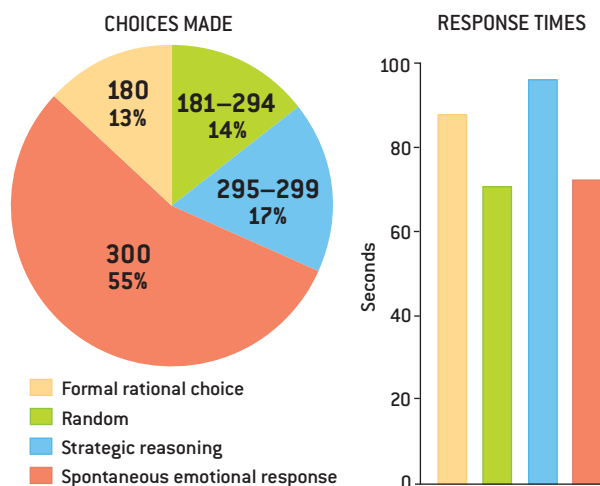 CHOICES MADE
180
13%
181–294
14%
295–299
17%
300
55%
Formal rational choice
Random
Strategic reasoning
Spontaneous emotional response
RESPONSE TIMES
Seconds
100
80
60
40
20
0